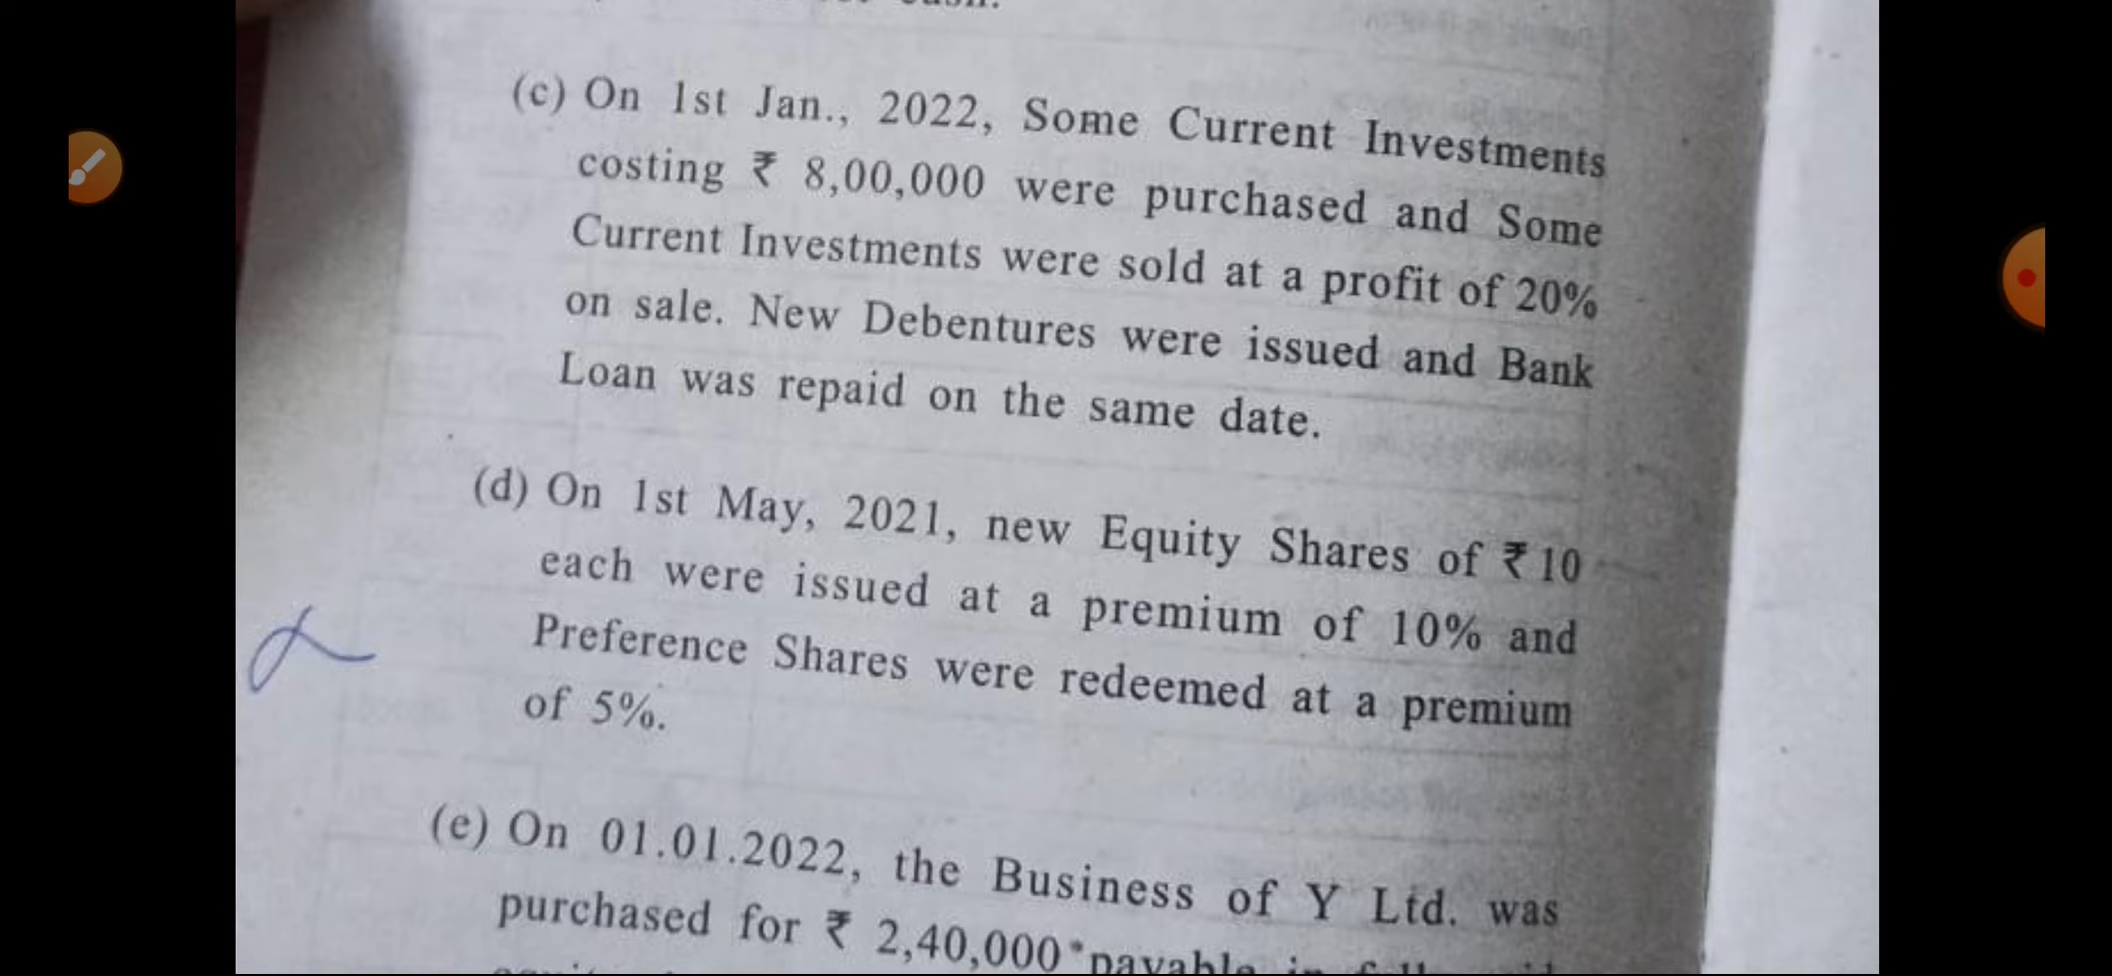 cash.
(c) On 1st Jan., 2022, Some Current Investments
costing ₹ 8,00,000 were purchased and Some
Current Investments were sold at a profit of 20%
on sale. New Debentures were issued and Bank
Loan was repaid on the same date.
(d) On 1st May, 2021, new Equity Shares of ₹ 10
each were issued at a premium of 10% and
Preference Shares were redeemed at a premium
of 5%.
(e) On 01.01.2022, the Business of Y Ltd. was
purchased for ₹ 2,40,000 payable in